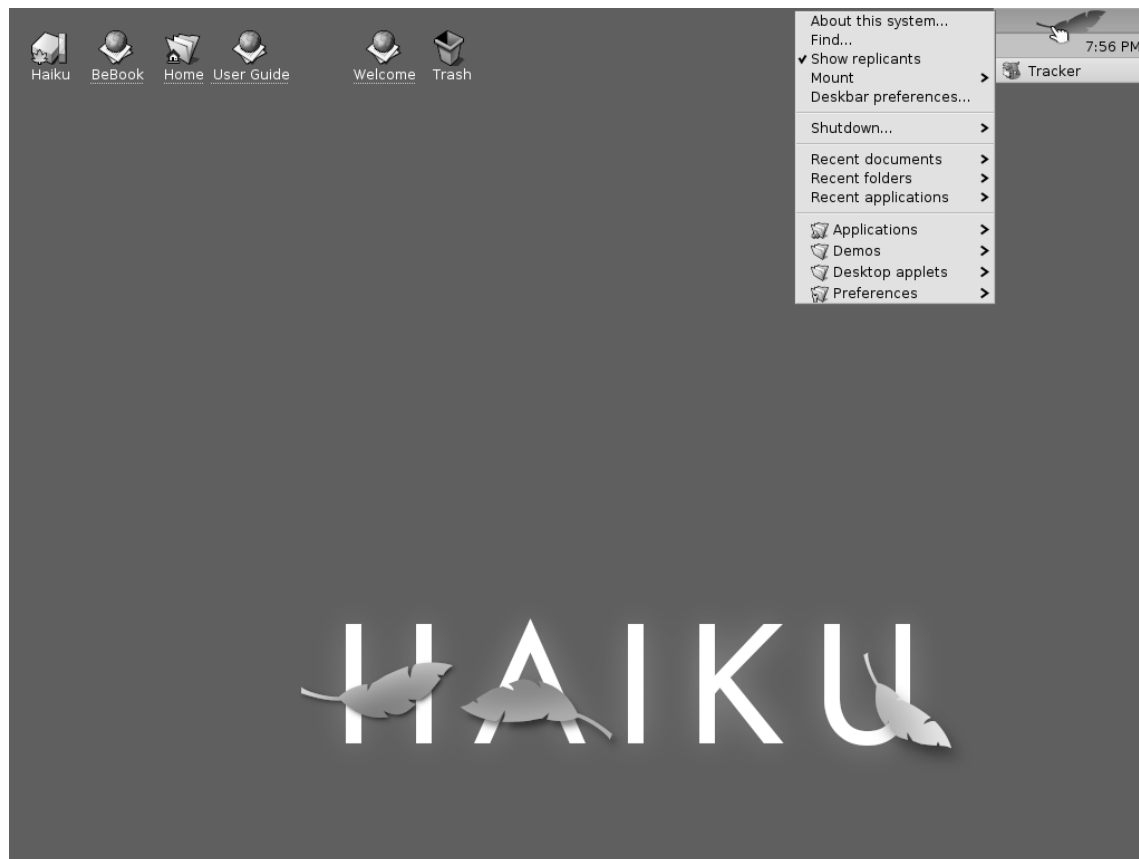 Haiku
BeBook
Home
User Guide
Welcome
Trash
About this system...
Find...
Show replicants
Mount
Deskbar preferences...
Shutdown...
Recent documents
Recent folders
Recent applications
Applications
Demos
Desktop applets
Preferences
7:56 PM
Tracker
HAIKU